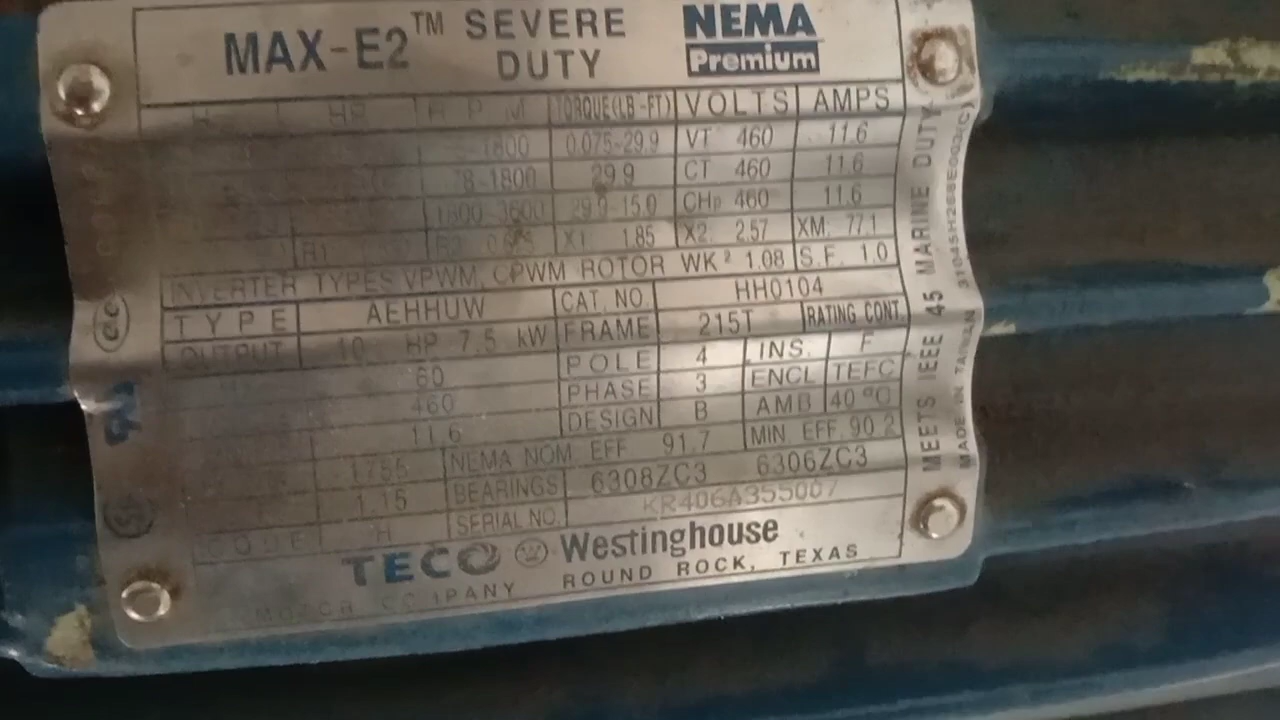 MAX-E2™ SEVERE DUTY NEMA Premium
HP R P M TORQUE(LB-FT) VOLTS AMPS
1800 0.075-29.9 VT 460 11.6
-1800 29.9 CT 460 11.6
1800-3600 29.9-15.0 CHP 460 11.6
R1 R2 X1 1.85 X2 2.57 XM 77.1
INVERTER TYPES VPWM, CPWM ROTOR WK² 1.08 S.F. 1.0
TYPE AEHHUW CAT. NO. HH0104
OUTPUT 10 HP 7.5 kW FRAME 215T RATING CONT.
60 POLE 4 INS. F
460 PHASE 3 ENCL TEFC
11.6 DESIGN B AMB 40°C
1755 NEMA NOM. EFF 91.7 MIN. EFF. 90.2
1.15 BEARINGS 6308ZC3 6306ZC3
CODE H SERIAL NO. KR406A355007
TECO Westinghouse
MOTOR COMPANY ROUND ROCK, TEXAS
MEETS IEEE 45 MARINE DUTY
MADE IN TAIWAN